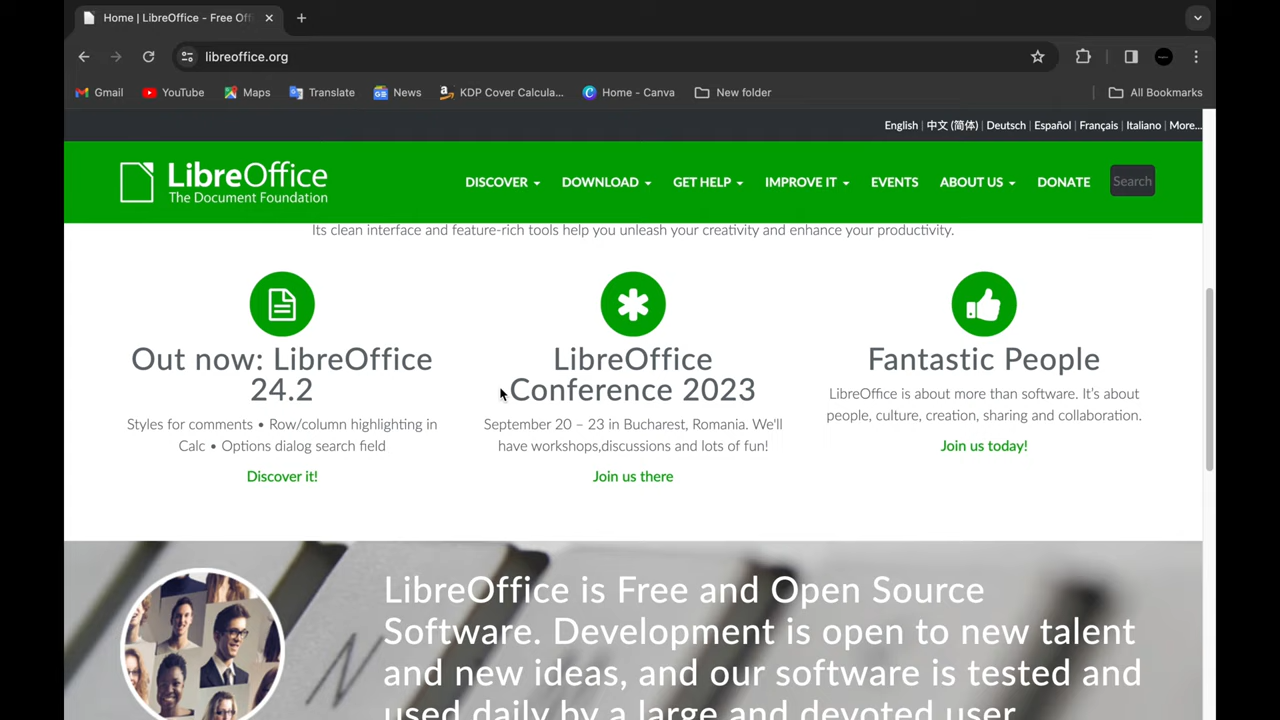 Home | LibreOffice - Free Off
libreoffice.org
Gmail
YouTube
Maps
Translate
News
KDP Cover Calcula...
Home - Canva
New folder
All Bookmarks
English | 中文 (简体) | Deutsch | Español | Français | Italiano | More...
LibreOffice
The Document Foundation
DISCOVER
DOWNLOAD
GET HELP
IMPROVE IT
EVENTS
ABOUT US
DONATE
Search
Its clean interface and feature-rich tools help you unleash your creativity and enhance your productivity.
Out now: LibreOffice
24.2
Styles for comments • Row/column highlighting in
Calc • Options dialog search field
Discover it!
LibreOffice
Conference 2023
September 20 – 23 in Bucharest, Romania. We'll
have workshops,discussions and lots of fun!
Join us there
Fantastic People
LibreOffice is about more than software. It's about
people, culture, creation, sharing and collaboration.
Join us today!
LibreOffice is Free and Open Source
Software. Development is open to new talent
and new ideas, and our software is tested and
used daily by a large and devoted user
N